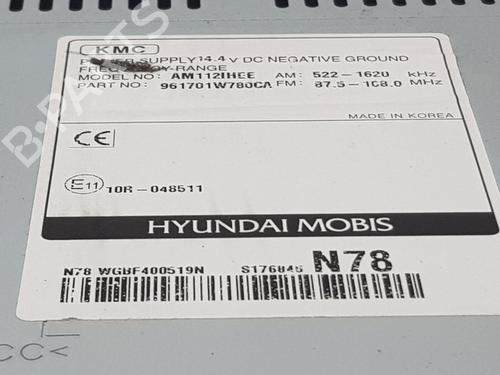 KMC
POWER SUPPLY 14.4 V DC NEGATIVE GROUND
FREQUENCY-RANGE
MODEL NO AM112IHEE AM: 522-1620 kHz
PART NO 961701W780CA FM: 87.5-108.0 MHz
MADE IN KOREA
CE
E11 10R-048511
HYUNDAI MOBIS
N78 WGBF400519N S176845 N78
CC<
B-PARTS